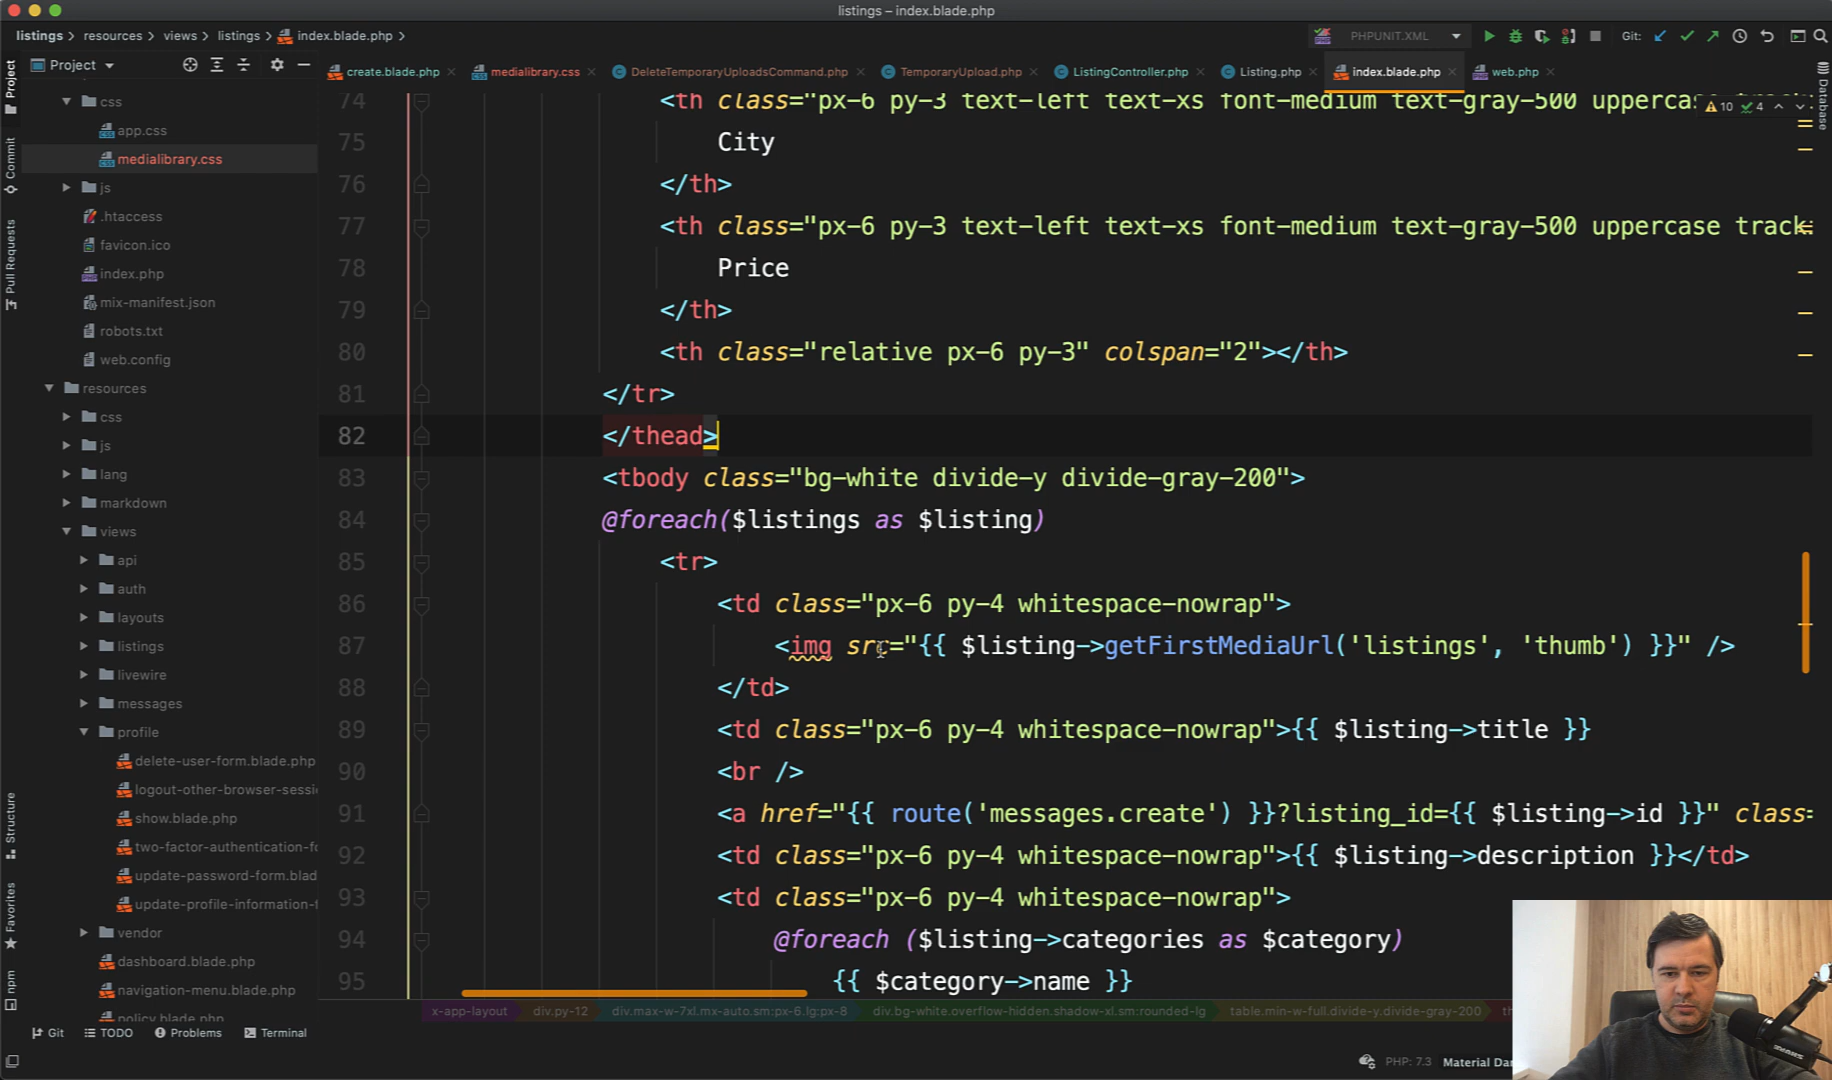 listings – index.blade.php
listings > resources > views > listings > index.blade.php >
PHPUNIT.XML
Git:
Project
create.blade.php
medialibrary.css
DeleteTemporaryUploadsCommand.php
TemporaryUpload.php
ListingController.php
Listing.php
index.blade.php
web.php
Project
Commit
Pull Requests
Structure
Favorites
npm
Database
css
app.css
medialibrary.css
js
.htaccess
favicon.ico
index.php
mix-manifest.json
robots.txt
web.config
resources
css
js
lang
markdown
views
api
auth
layouts
listings
livewire
messages
profile
delete-user-form.blade.php
logout-other-browser-sessi
show.blade.php
two-factor-authentication-fo
update-password-form.blad
update-profile-information-f
vendor
dashboard.blade.php
navigation-menu.blade.php
policy.blade.php
10 4
74 <th class="px-6 py-3 text-left text-xs font-medium text-gray-500 uppercase
75 City
76 </th>
77 <th class="px-6 py-3 text-left text-xs font-medium text-gray-500 uppercase track
78 Price
79 </th>
80 <th class="relative px-6 py-3" colspan="2"></th>
81 </tr>
82 </thead>
83 <tbody class="bg-white divide-y divide-gray-200">
84 @foreach($listings as $listing)
85 <tr>
86 <td class="px-6 py-4 whitespace-nowrap">
87 <img src="{{ $listing->getFirstMediaUrl('listings', 'thumb') }}" />
88 </td>
89 <td class="px-6 py-4 whitespace-nowrap">{{ $listing->title }}
90 <br />
91 <a href="{{ route('messages.create') }}?listing_id={{ $listing->id }}" class=
92 <td class="px-6 py-4 whitespace-nowrap">{{ $listing->description }}</td>
93 <td class="px-6 py-4 whitespace-nowrap">
94 @foreach ($listing->categories as $category)
95 {{ $category->name }}
x-app-layout
div.py-12
div.max-w-7xl.mx-auto.sm:px-6.lg:px-8
div.bg-white.overflow-hidden.shadow-xl.sm:rounded-lg
table.min-w-full.divide-y.divide-gray-200
Git
TODO
Problems
Terminal
PHP: 7.3
Material Da